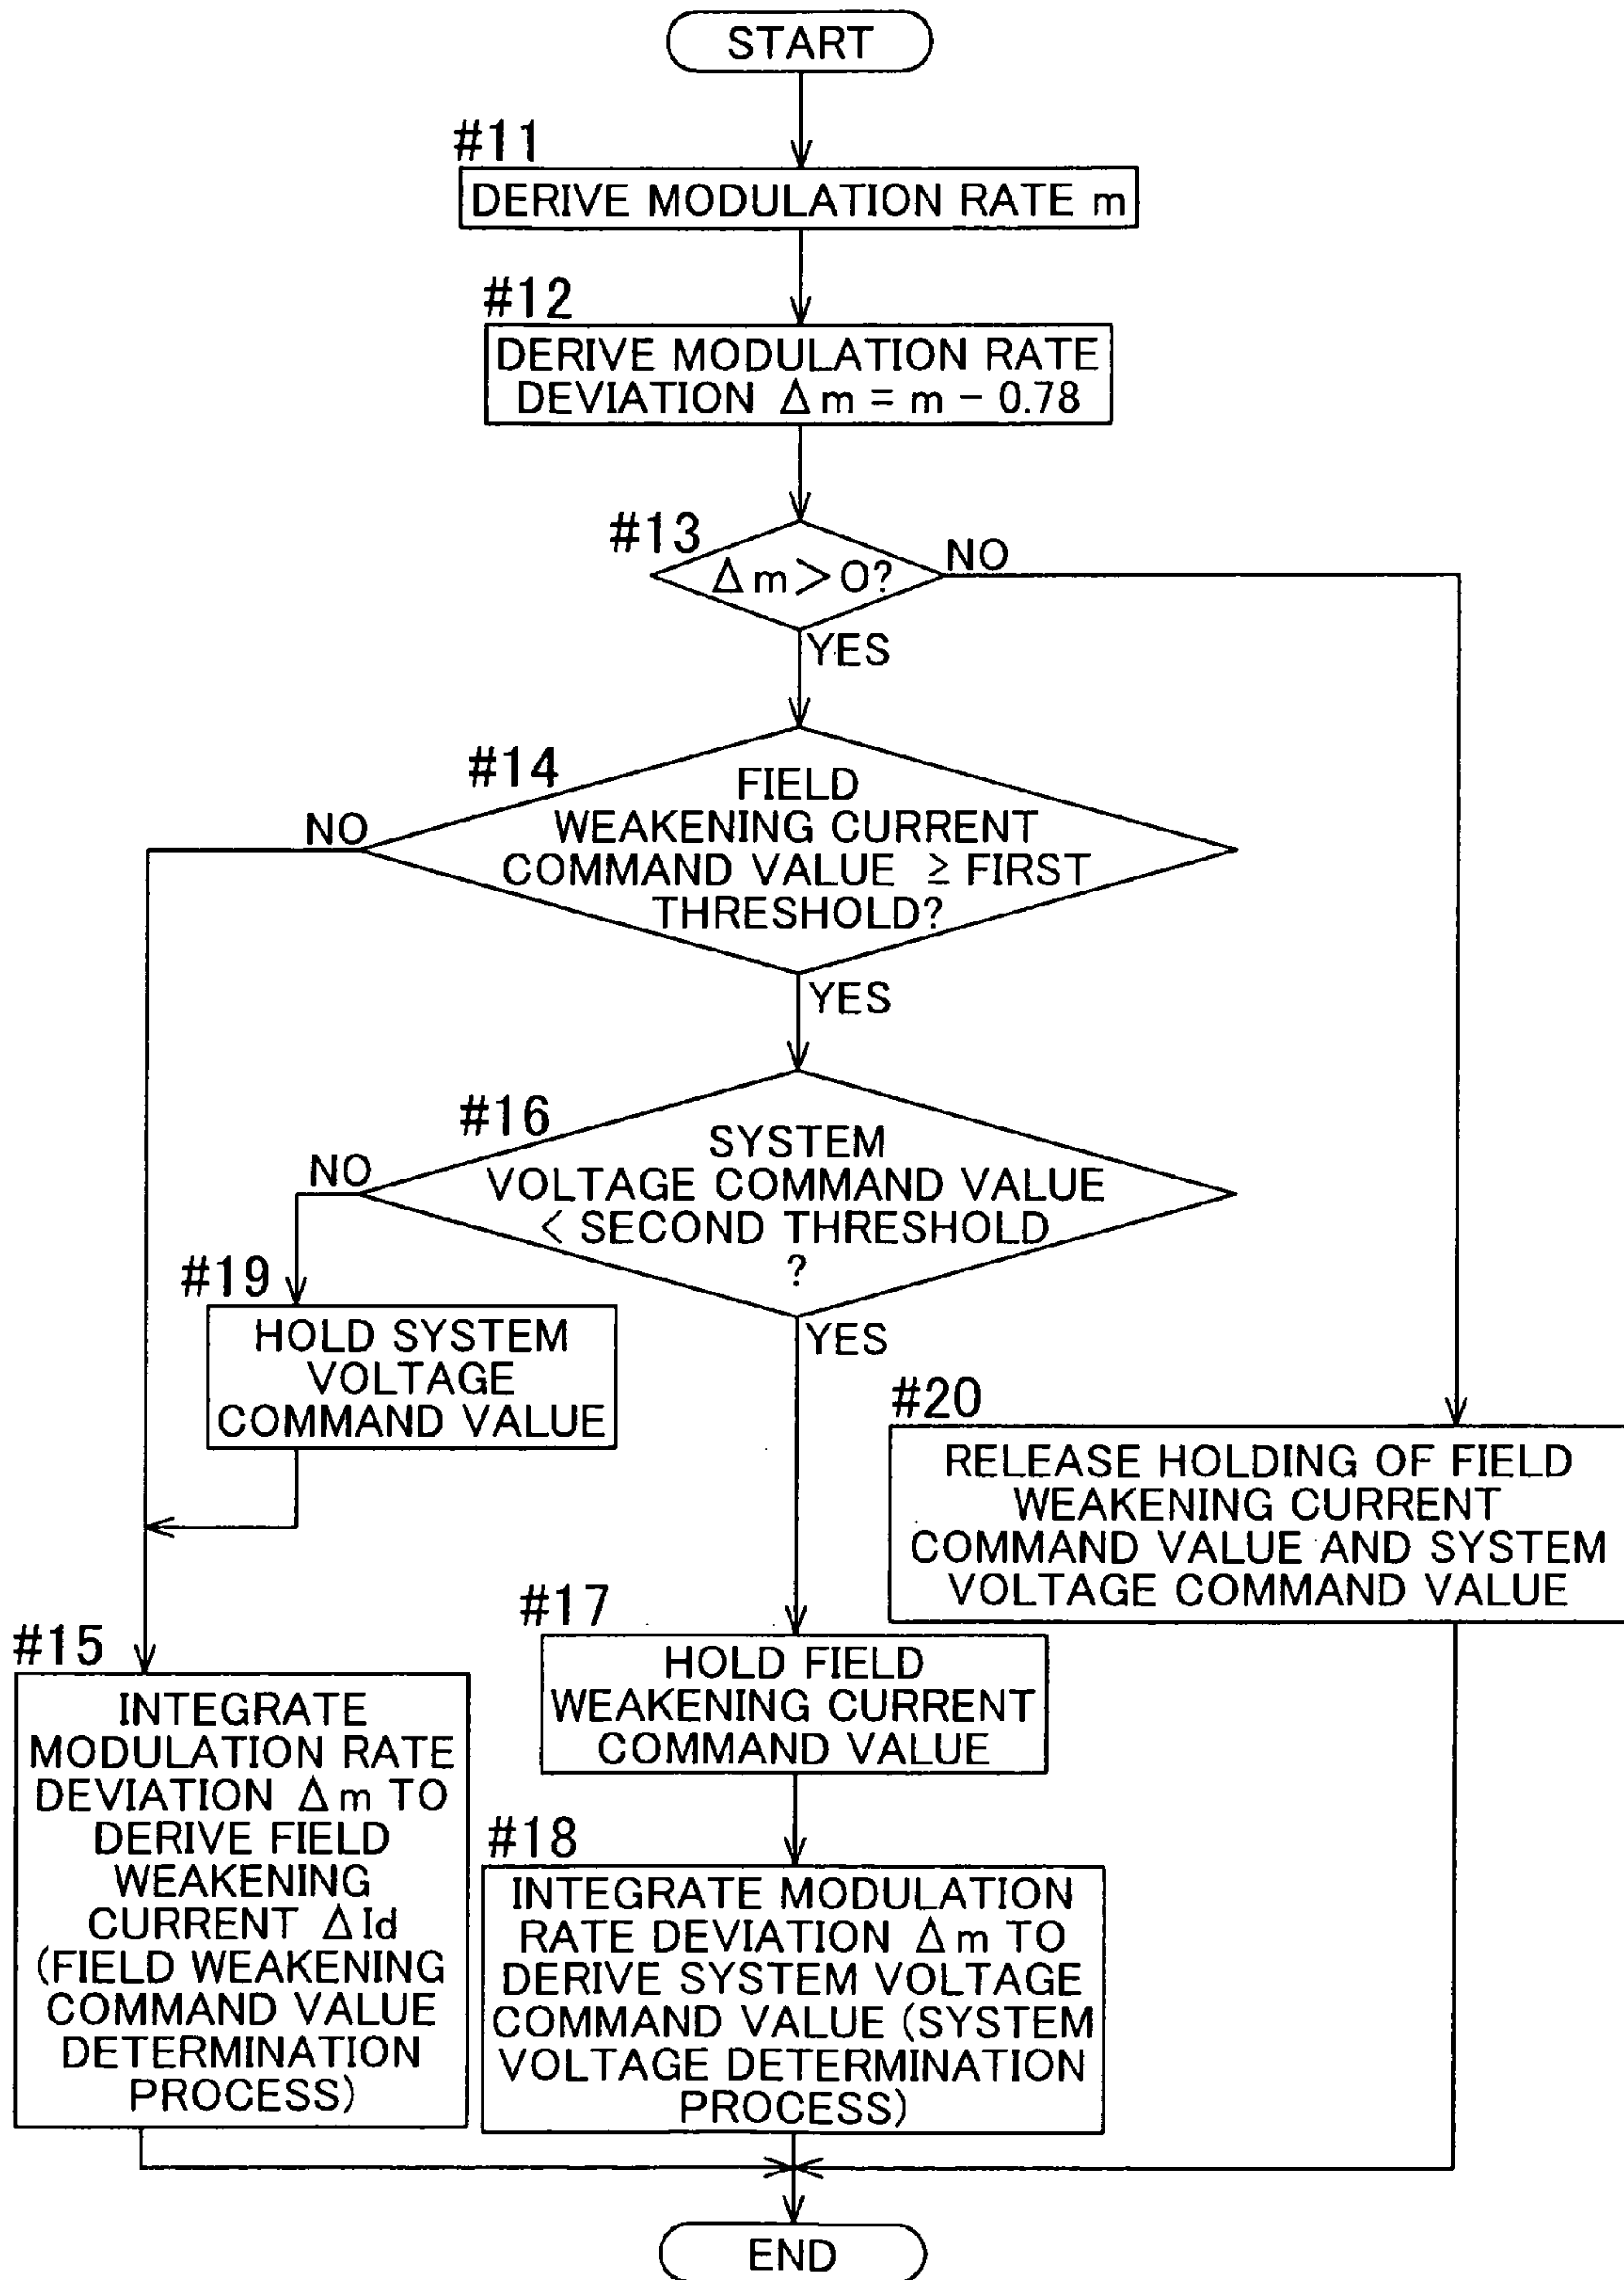 START
#11
DERIVE MODULATION RATE m
#12
DERIVE MODULATION RATE
DEVIATION Δm = m − 0.78
#13
Δm > 0?
NO
YES
#14
FIELD
WEAKENING CURRENT
COMMAND VALUE ≥ FIRST
THRESHOLD?
NO
YES
#16
SYSTEM
VOLTAGE COMMAND VALUE
< SECOND THRESHOLD
?
NO
YES
#19
HOLD SYSTEM
VOLTAGE
COMMAND VALUE
#20
RELEASE HOLDING OF FIELD
WEAKENING CURRENT
COMMAND VALUE AND SYSTEM
VOLTAGE COMMAND VALUE
#17
HOLD FIELD
WEAKENING CURRENT
COMMAND VALUE
#15
INTEGRATE
MODULATION RATE
DEVIATION Δm TO
DERIVE FIELD
WEAKENING
CURRENT ΔId
(FIELD WEAKENING
COMMAND VALUE
DETERMINATION
PROCESS)
#18
INTEGRATE MODULATION
RATE DEVIATION Δm TO
DERIVE SYSTEM VOLTAGE
COMMAND VALUE (SYSTEM
VOLTAGE DETERMINATION
PROCESS)
END